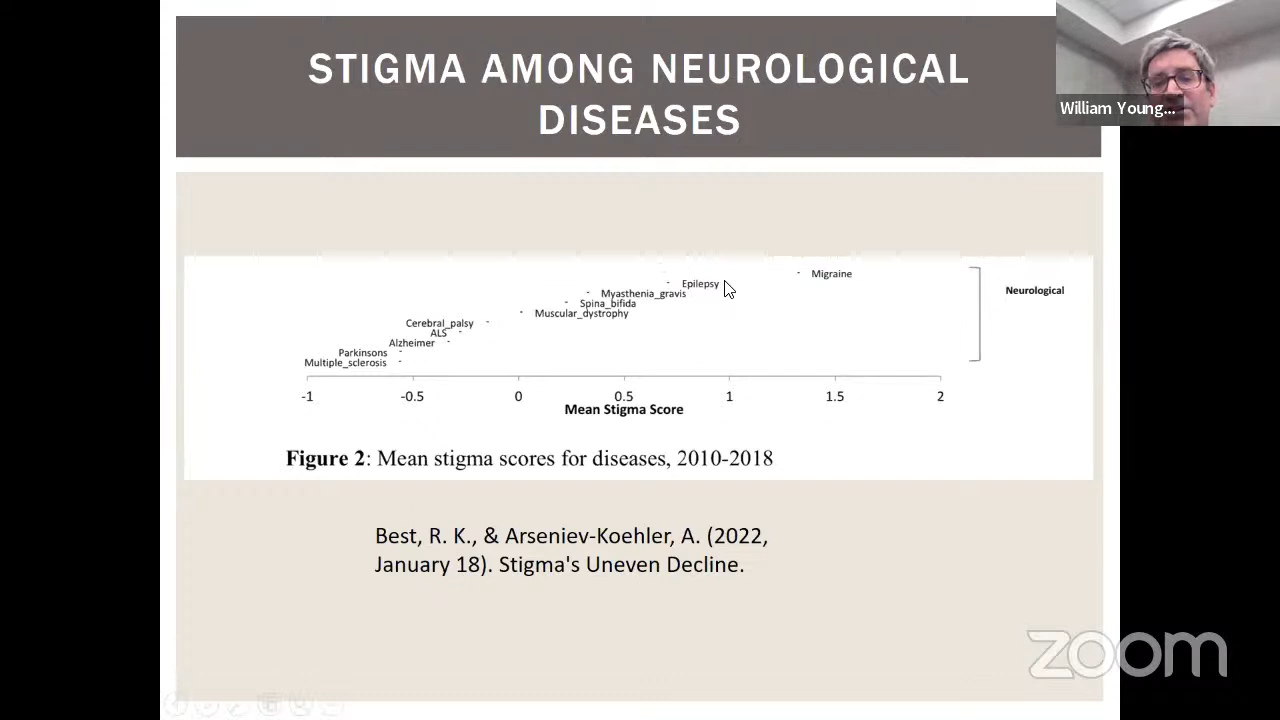 STIGMA AMONG NEUROLOGICAL
DISEASES
William Young...
Migraine
Epilepsy
Myasthenia_gravis
Spina_bifida
Muscular_dystrophy
Cerebral_palsy
ALS
Alzheimer
Parkinsons
Multiple_sclerosis
Neurological
-1 -0.5 0 0.5 1 1.5 2
Mean Stigma Score
Figure 2: Mean stigma scores for diseases, 2010-2018
Best, R. K., & Arseniev-Koehler, A. (2022,
January 18). Stigma's Uneven Decline.
zoom